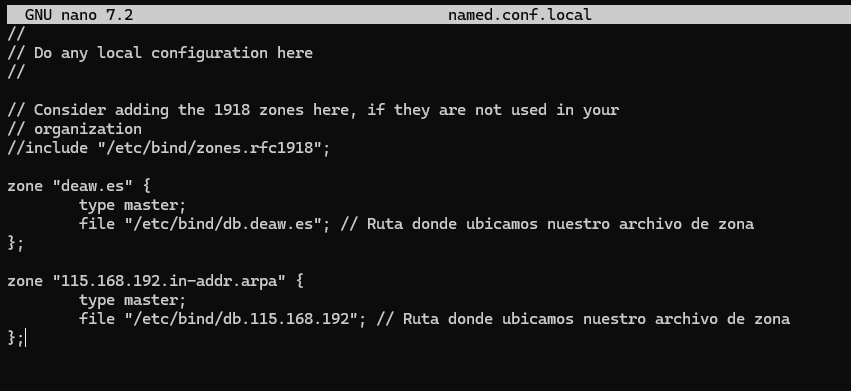 GNU nano 7.2 named.conf.local
//
// Do any local configuration here
//
// Consider adding the 1918 zones here, if they are not used in your
// organization
//include "/etc/bind/zones.rfc1918";
zone "deaw.es" {
type master;
file "/etc/bind/db.deaw.es"; // Ruta donde ubicamos nuestro archivo de zona
};
zone "115.168.192.in-addr.arpa" {
type master;
file "/etc/bind/db.115.168.192"; // Ruta donde ubicamos nuestro archivo de zona
};